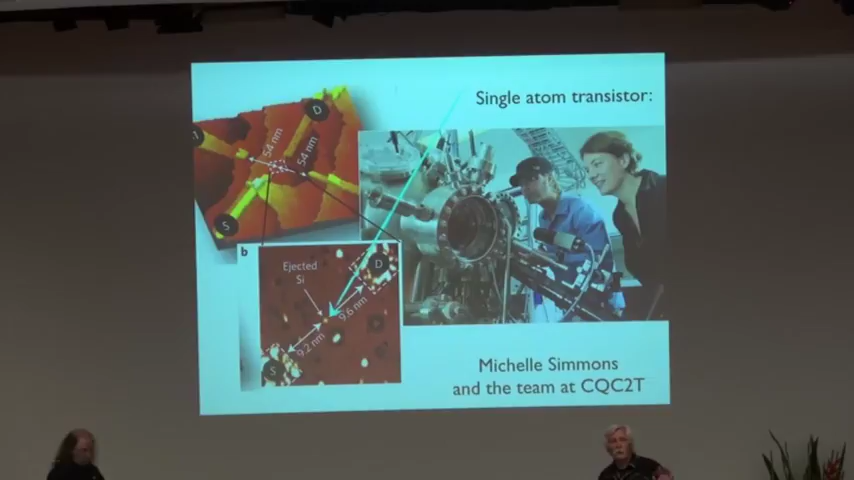 Single atom transistor:
D
54 nm
54 nm
S
b
Ejected
Si
D
9.6 nm
9.2 nm
S
Michelle Simmons
and the team at CQC2T